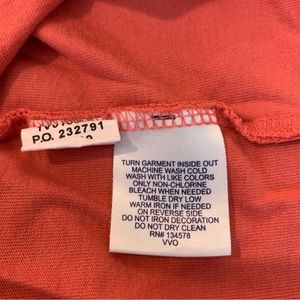 P.O. 232791
TURN GARMENT INSIDE OUT
MACHINE WASH COLD
WASH WITH LIKE COLORS
ONLY NON-CHLORINE
BLEACH WHEN NEEDED
TUMBLE DRY LOW
WARM IRON IF NEEDED
ON REVERSE SIDE
DO NOT IRON DECORATION
DO NOT DRY CLEAN
RN# 134578
VVO